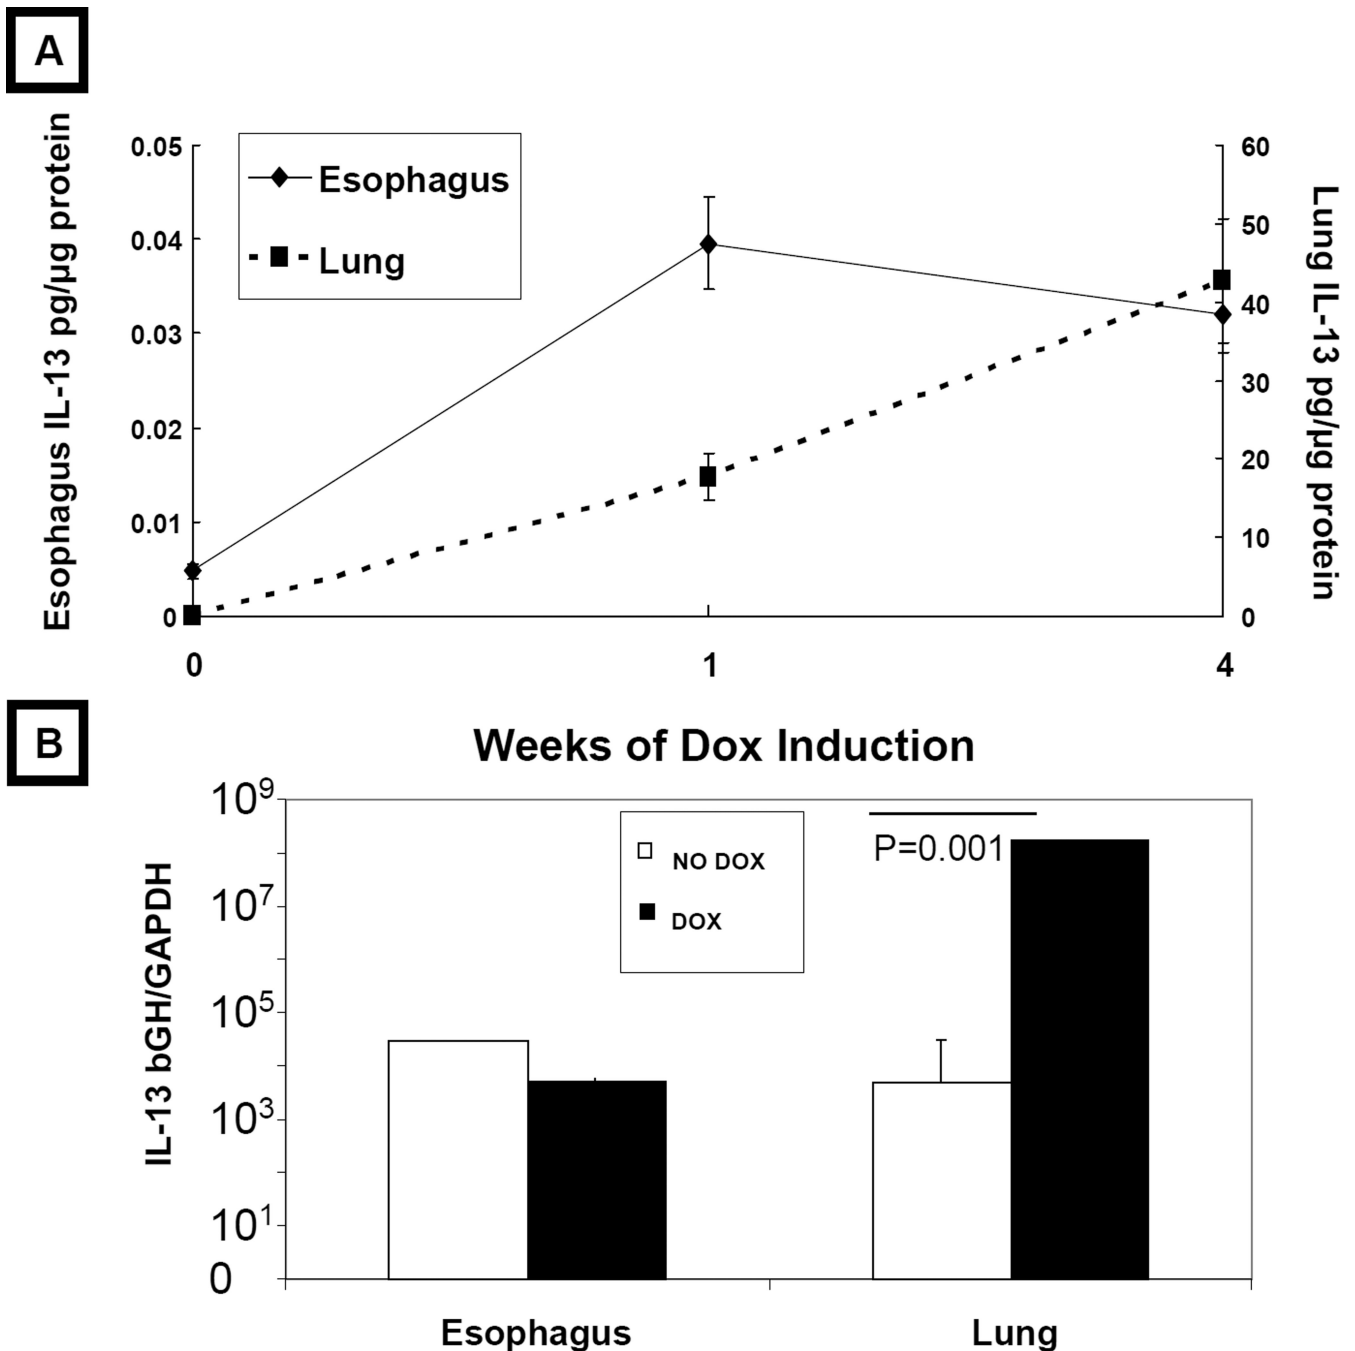 A
Esophagus IL-13 pg/µg protein
0.05
0.04
0.03
0.02
0.01
0
Esophagus
Lung
60
50
40
30
20
10
0
Lung IL-13 pg/µg protein
0 1 4
Weeks of Dox Induction
B
IL-13 bGH/GAPDH
10⁹
10⁷
10⁵
10³
10¹
0
NO DOX
DOX
P=0.001
Esophagus Lung